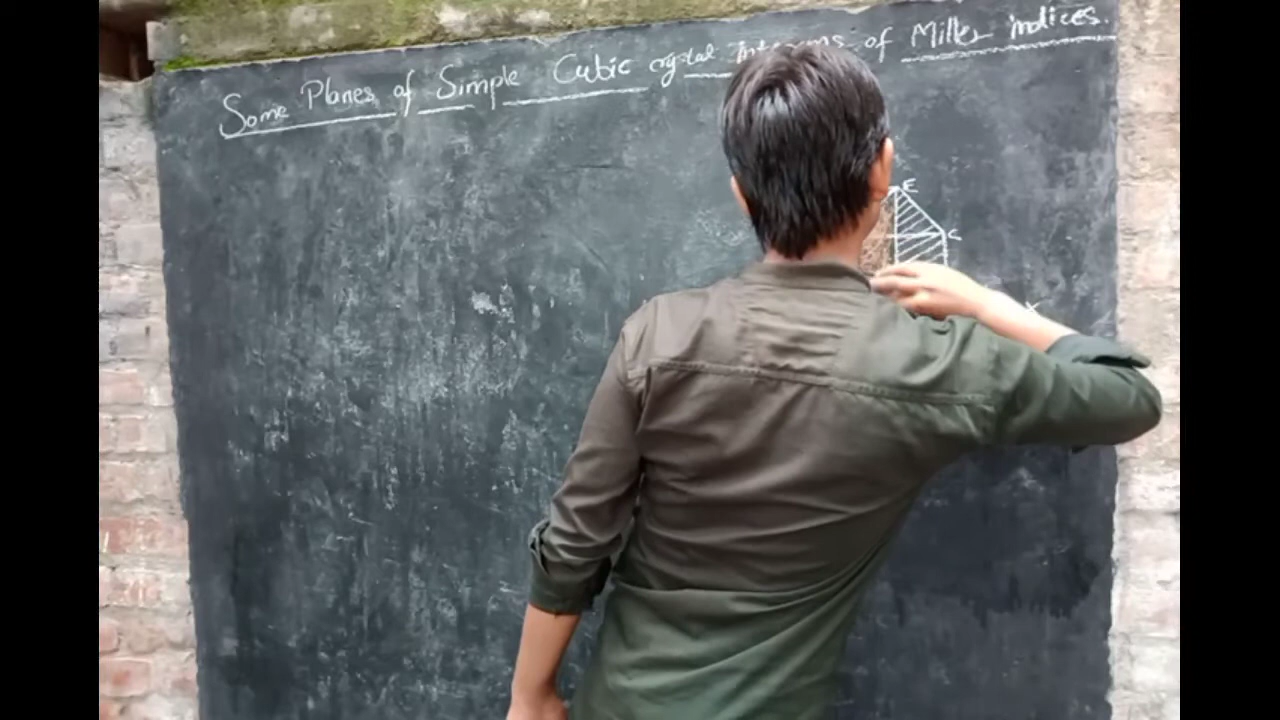 Some Planes of Simple Cubic crystal interms of Miller indices.
E
C
x